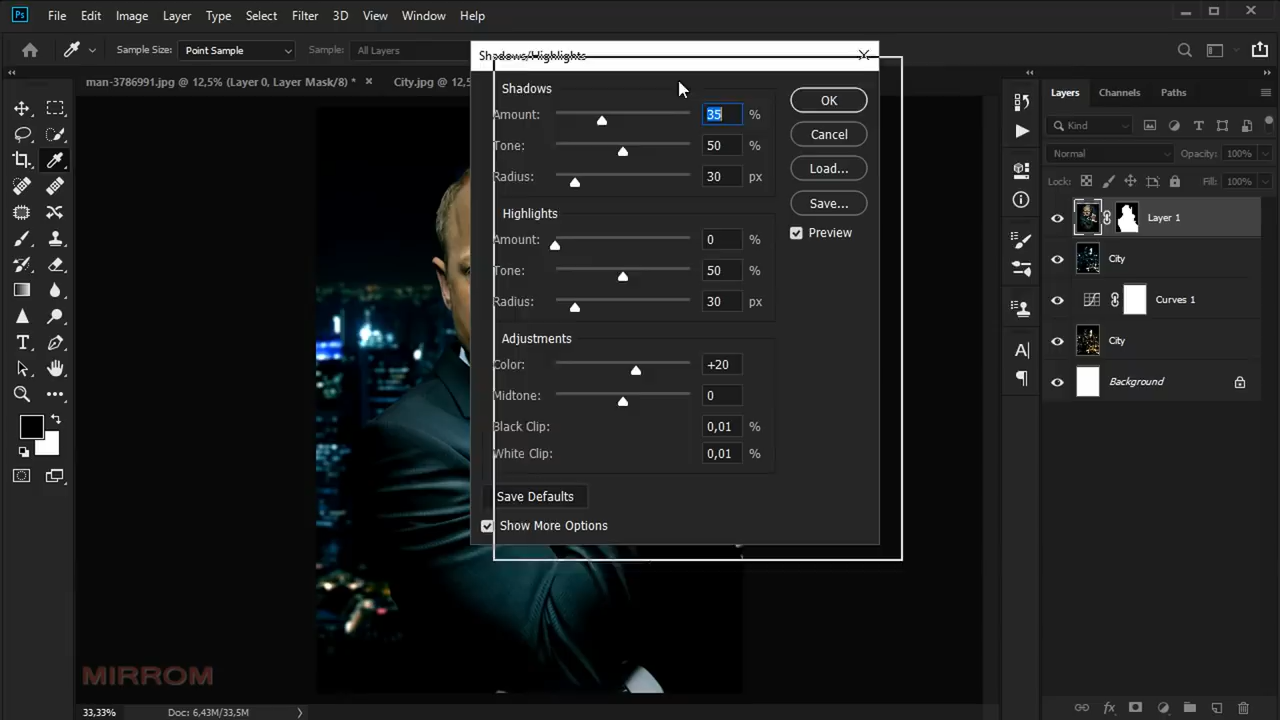 Ps File Edit Image Layer Type Select Filter 3D View Window Help
Sample Size: Point Sample Sample: All Layers
man-3786991.jpg @ 12,5% (Layer 0, Layer Mask/8) * City.jpg @ 12,5
Shadows/Highlights
Shadows
Amount: 35 %
Tone: 50 %
Radius: 30 px
Highlights
Amount: 0 %
Tone: 50 %
Radius: 30 px
Adjustments
Color: +20
Midtone: 0
Black Clip: 0,01 %
White Clip: 0,01 %
Save Defaults
Show More Options
OK
Cancel
Load...
Save...
Preview
Layers Channels Paths
Kind
Normal Opacity: 100%
Lock: Fill: 100%
Layer 1
City
Curves 1
City
Background
MIRROM
33,33% Doc: 6,43M/33,5M